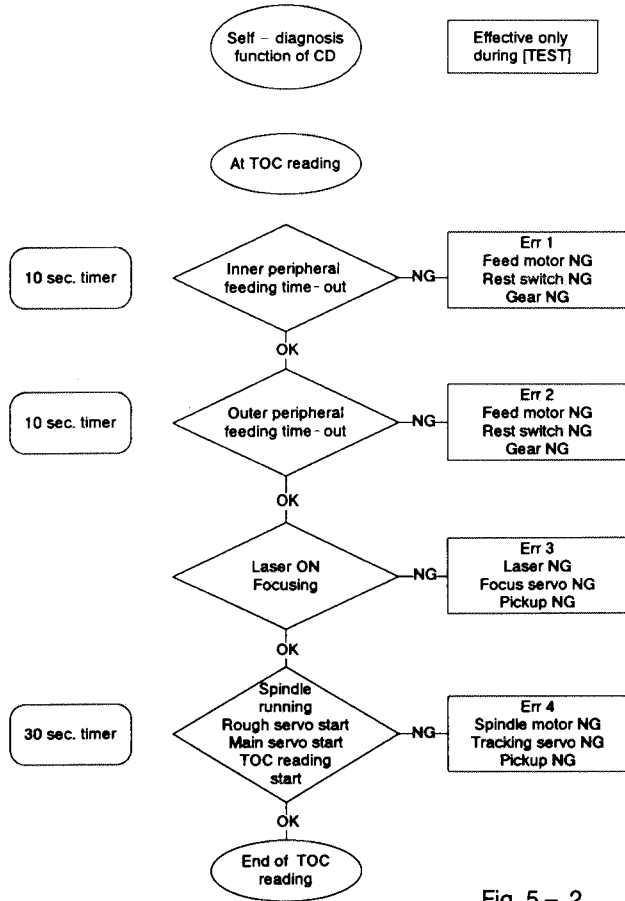 Self - diagnosis
function of CD
Effective only
during [TEST]
At TOC reading
10 sec. timer
Inner peripheral
feeding time - out
NG
Err 1
Feed motor NG
Rest switch NG
Gear NG
OK
10 sec. timer
Outer peripheral
feeding time - out
NG
Err 2
Feed motor NG
Rest switch NG
Gear NG
OK
Laser ON
Focusing
NG
Err 3
Laser NG
Focus servo NG
Pickup NG
OK
30 sec. timer
Spindle
running
Rough servo start
Main servo start
TOC reading
start
NG
Err 4
Spindle motor NG
Tracking servo NG
Pickup NG
OK
End of TOC
reading
Fig. 5 - 2